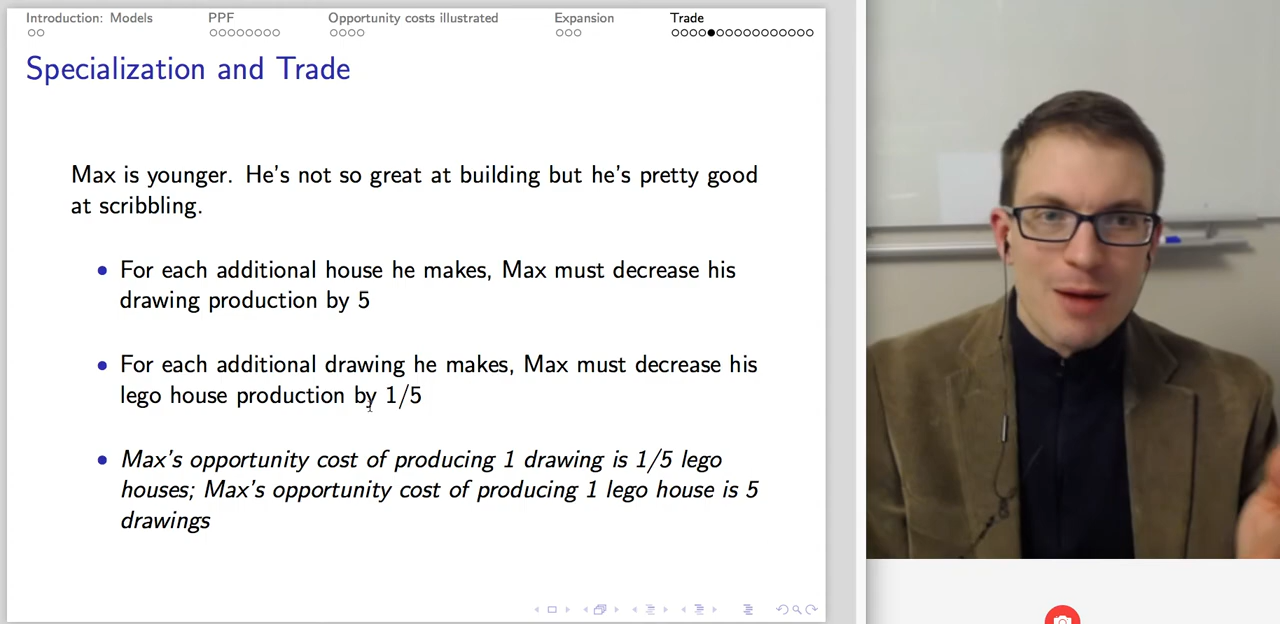 Introduction: Models PPF Opportunity costs illustrated Expansion Trade
Specialization and Trade
Max is younger. He's not so great at building but he's pretty good
at scribbling.
For each additional house he makes, Max must decrease his
drawing production by 5
For each additional drawing he makes, Max must decrease his
lego house production by 1/5
Max's opportunity cost of producing 1 drawing is 1/5 lego
houses; Max's opportunity cost of producing 1 lego house is 5
drawings